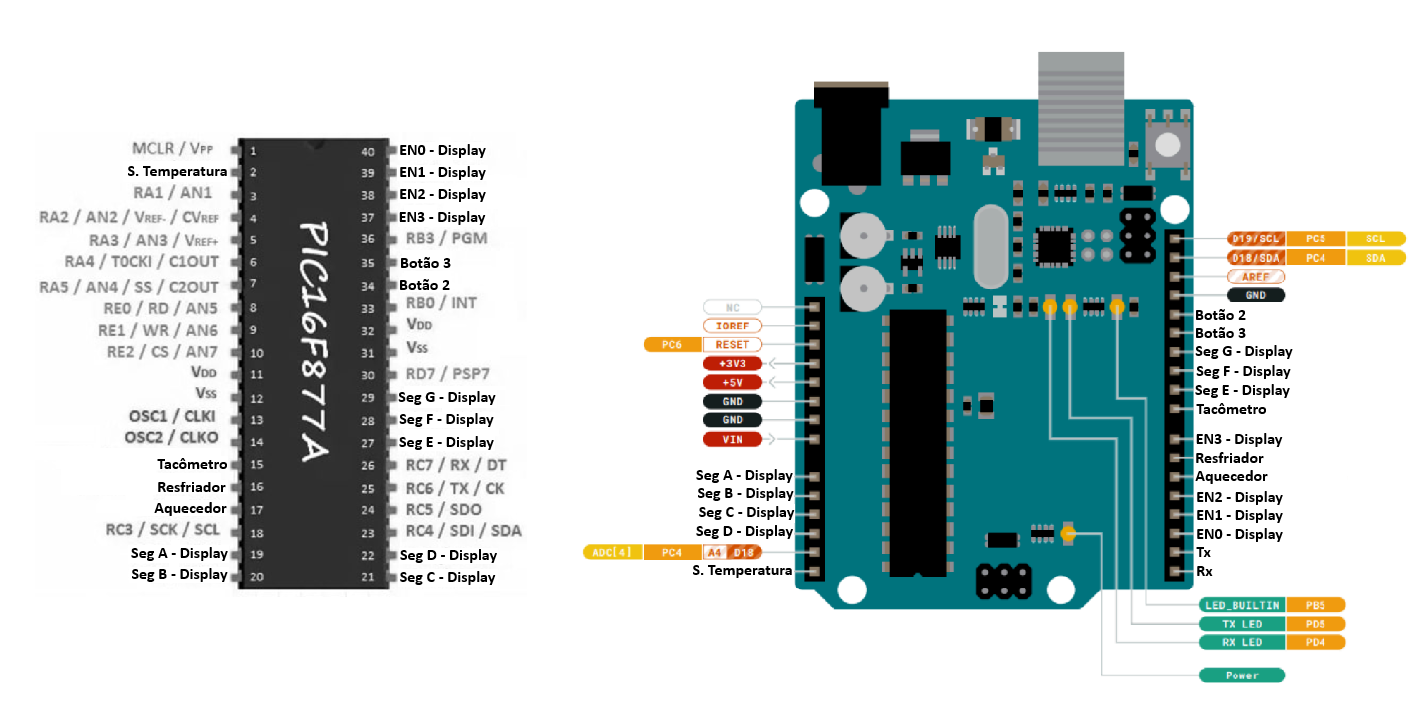 MCLR / VPP 1 40 EN0 - Display
S. Temperatura 2 39 EN1 - Display
RA1 / AN1 3 38 EN2 - Display
RA2 / AN2 / VREF- / CVREF 4 37 EN3 - Display
RA3 / AN3 / VREF+ 5 36 RB3 / PGM
RA4 / T0CKI / C1OUT 6 35 Botão 3
RA5 / AN4 / SS / C2OUT 7 34 Botão 2
RE0 / RD / AN5 8 33 RB0 / INT
RE1 / WR / AN6 9 32 VDD
RE2 / CS / AN7 10 31 VSS
VDD 11 30 RD7 / PSP7
VSS 12 29 Seg G - Display
OSC1 / CLKI 13 28 Seg F - Display
OSC2 / CLKO 14 27 Seg E - Display
Tacômetro 15 26 RC7 / RX / DT
Resfriador 16 25 RC6 / TX / CK
Aquecedor 17 24 RC5 / SDO
RC3 / SCK / SCL 18 23 RC4 / SDI / SDA
Seg A - Display 19 22 Seg D - Display
Seg B - Display 20 21 Seg C - Display
PIC16F877A
NC
IOREF
PC6 RESET
+3V3
+5V
GND
GND
VIN
Seg A - Display
Seg B - Display
Seg C - Display
Seg D - Display
ADC[4] PC4 A4 D18
S. Temperatura
D19/SCL PC5 SCL
D18/SDA PC4 SDA
AREF
GND
Botão 2
Botão 3
Seg G - Display
Seg F - Display
Seg E - Display
Tacômetro
EN3 - Display
Resfriador
Aquecedor
EN2 - Display
EN1 - Display
EN0 - Display
Tx
Rx
LED_BUILTIN PB5
TX LED PD5
RX LED PD4
Power